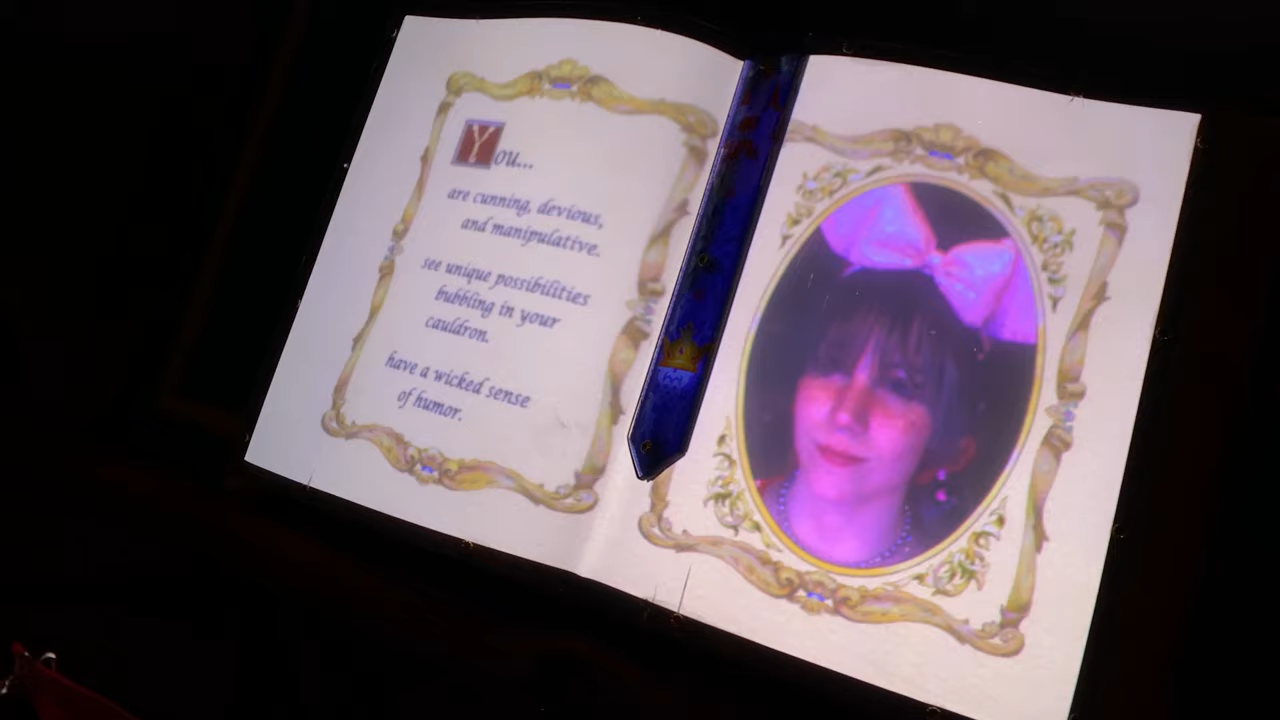 You...
are cunning, devious,
and manipulative.
see unique possibilities
bubbling in your
cauldron.
have a wicked sense
of humor.